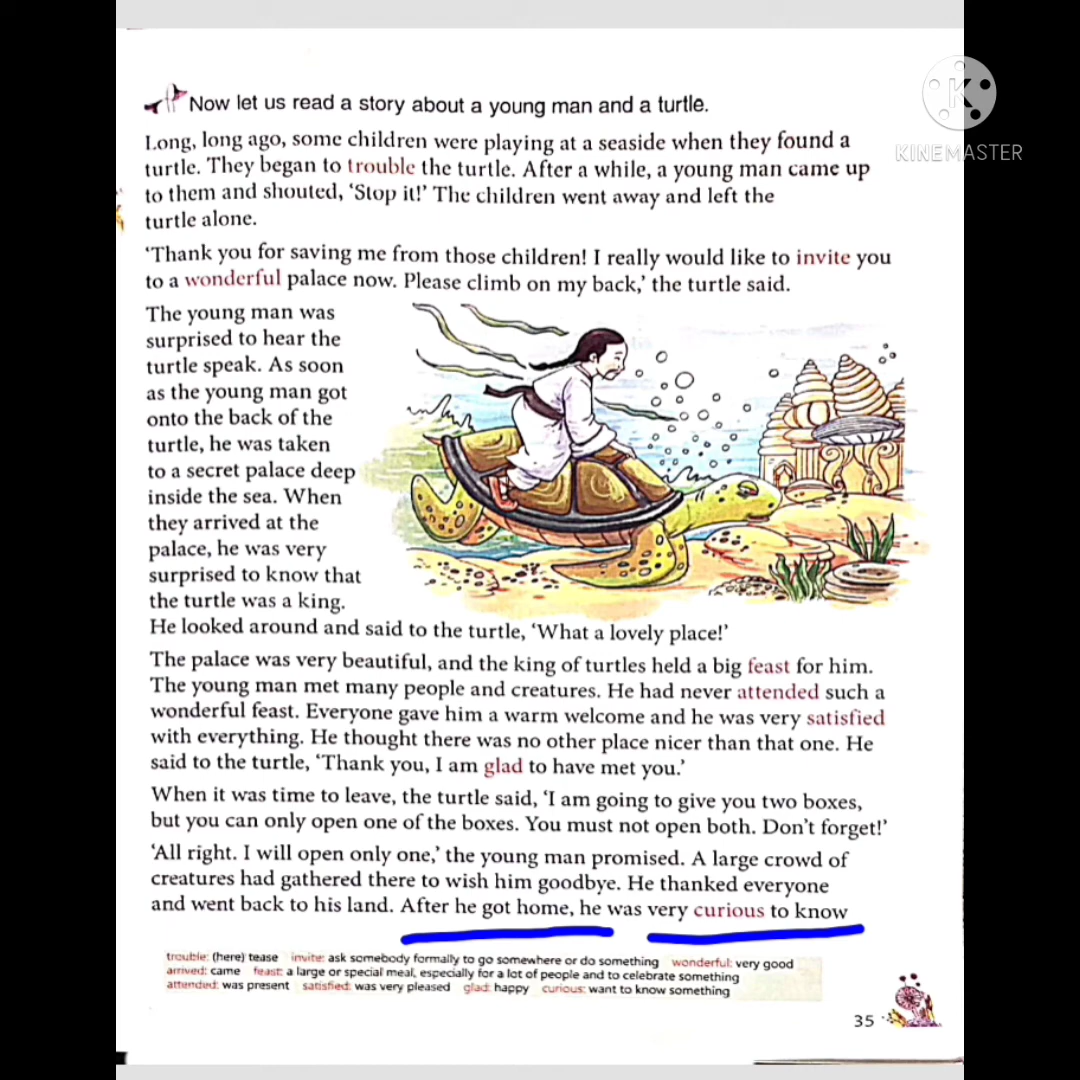 Now let us read a story about a young man and a turtle.
K
KINEMASTER
Long, long ago, some children were playing at a seaside when they found a
turtle. They began to trouble the turtle. After a while, a young man came up
to them and shouted, ‘Stop it!’ The children went away and left the
turtle alone.
‘Thank you for saving me from those children! I really would like to invite you
to a wonderful palace now. Please climb on my back,’ the turtle said.
The young man was
surprised to hear the
turtle speak. As soon
as the young man got
onto the back of the
turtle, he was taken
to a secret palace deep
inside the sea. When
they arrived at the
palace, he was very
surprised to know that
the turtle was a king.
He looked around and said to the turtle, ‘What a lovely place!’
The palace was very beautiful, and the king of turtles held a big feast for him.
The young man met many people and creatures. He had never attended such a
wonderful feast. Everyone gave him a warm welcome and he was very satisfied
with everything. He thought there was no other place nicer than that one. He
said to the turtle, ‘Thank you, I am glad to have met you.’
When it was time to leave, the turtle said, ‘I am going to give you two boxes,
but you can only open one of the boxes. You must not open both. Don’t forget!’
‘All right. I will open only one,’ the young man promised. A large crowd of
creatures had gathered there to wish him goodbye. He thanked everyone
and went back to his land. After he got home, he was very curious to know
trouble: (here) tease invite: ask somebody formally to go somewhere or do something wonderful: very good
arrived: came feast: a large or special meal, especially for a lot of people and to celebrate something
attended: was present satisfied: was very pleased glad: happy curious: want to know something
35